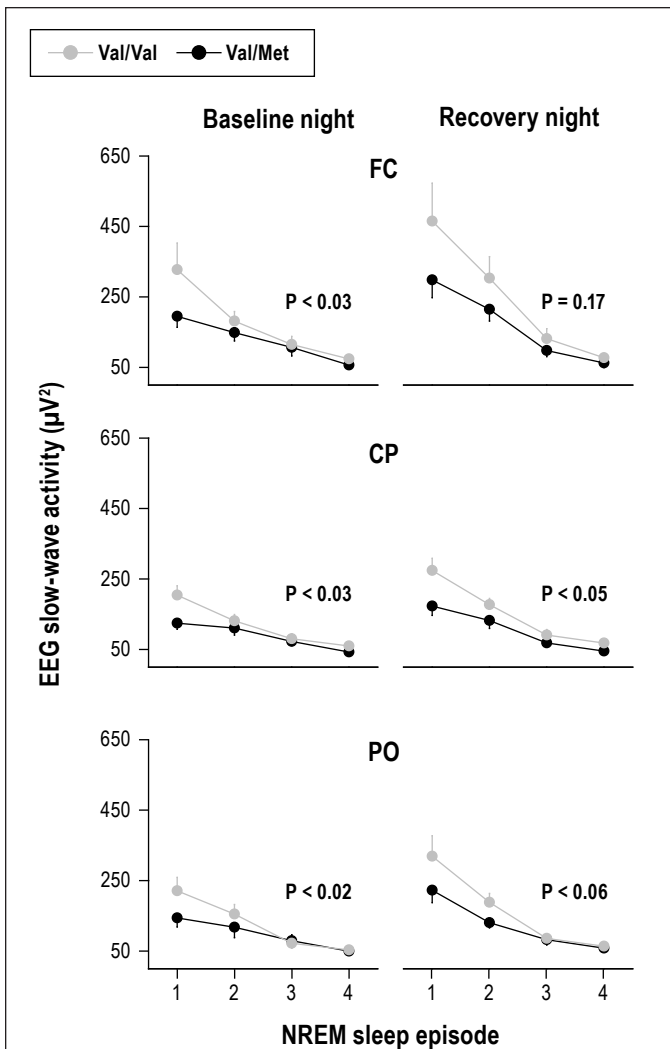 Val/Val Val/Met
Baseline night Recovery night
FC
650
450
250
50
P < 0.03
P = 0.17
CP
650
450
250
50
P < 0.03
P < 0.05
PO
650
450
250
50
P < 0.02
P < 0.06
1 2 3 4 1 2 3 4
NREM sleep episode
EEG slow-wave activity (µV²)